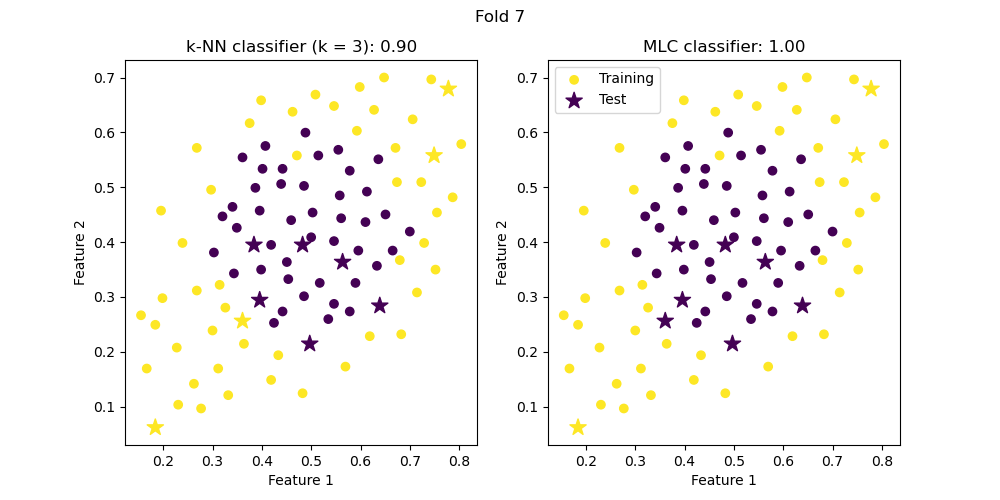 Fold 7
k-NN classifier (k = 3): 0.90
MLC classifier: 1.00
Training
Test
0.7
0.6
0.5
0.4
0.3
0.2
0.1
Feature 2
0.2 0.3 0.4 0.5 0.6 0.7 0.8
Feature 1
0.7
0.6
0.5
0.4
0.3
0.2
0.1
Feature 2
0.2 0.3 0.4 0.5 0.6 0.7 0.8
Feature 1